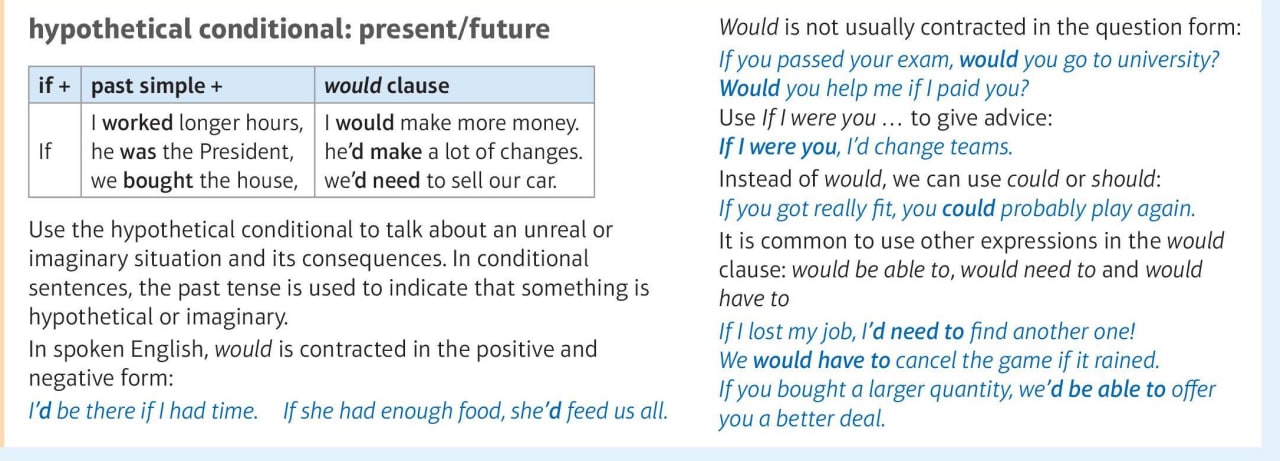 hypothetical conditional: present/future
if + past simple + would clause
If
I worked longer hours, I would make more money.
he was the President, he'd make a lot of changes.
we bought the house, we'd need to sell our car.
Use the hypothetical conditional to talk about an unreal or
imaginary situation and its consequences. In conditional
sentences, the past tense is used to indicate that something is
hypothetical or imaginary.
In spoken English, would is contracted in the positive and
negative form:
I'd be there if I had time. If she had enough food, she'd feed us all.
Would is not usually contracted in the question form:
If you passed your exam, would you go to university?
Would you help me if I paid you?
Use If I were you … to give advice:
If I were you, I'd change teams.
Instead of would, we can use could or should:
If you got really fit, you could probably play again.
It is common to use other expressions in the would
clause: would be able to, would need to and would
have to
If I lost my job, I'd need to find another one!
We would have to cancel the game if it rained.
If you bought a larger quantity, we'd be able to offer
you a better deal.